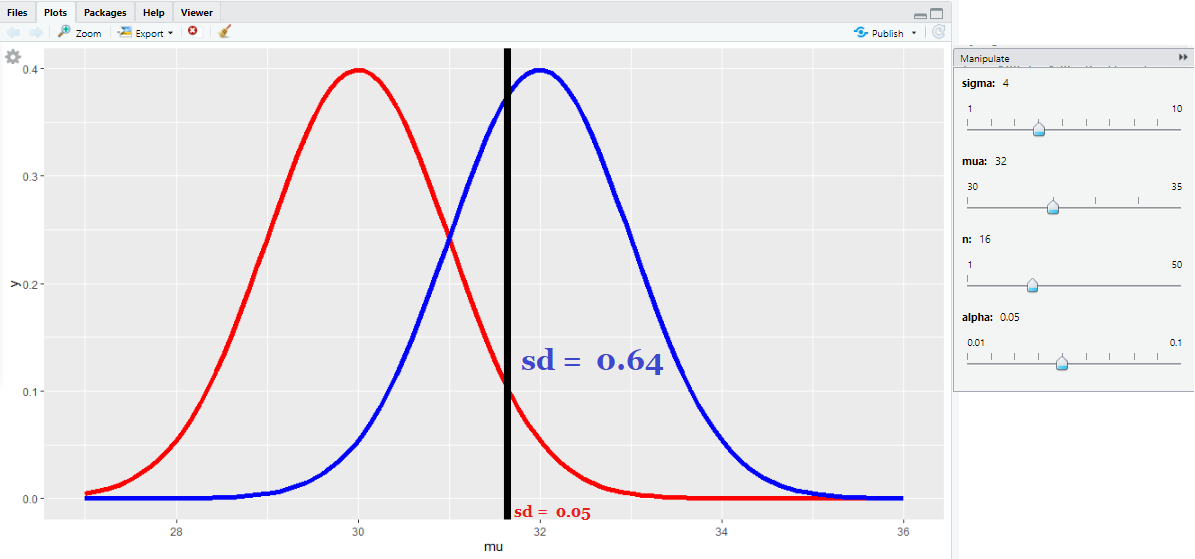 Files Plots Packages Help Viewer
Zoom Export Publish
Manipulate
sigma: 4
1 10
mua: 32
30 35
n: 16
1 50
alpha: 0.05
0.01 0.1
0.4
0.3
y
0.2
0.1
0.0
sd = 0.64
sd = 0.05
28 30 32 34 36
mu